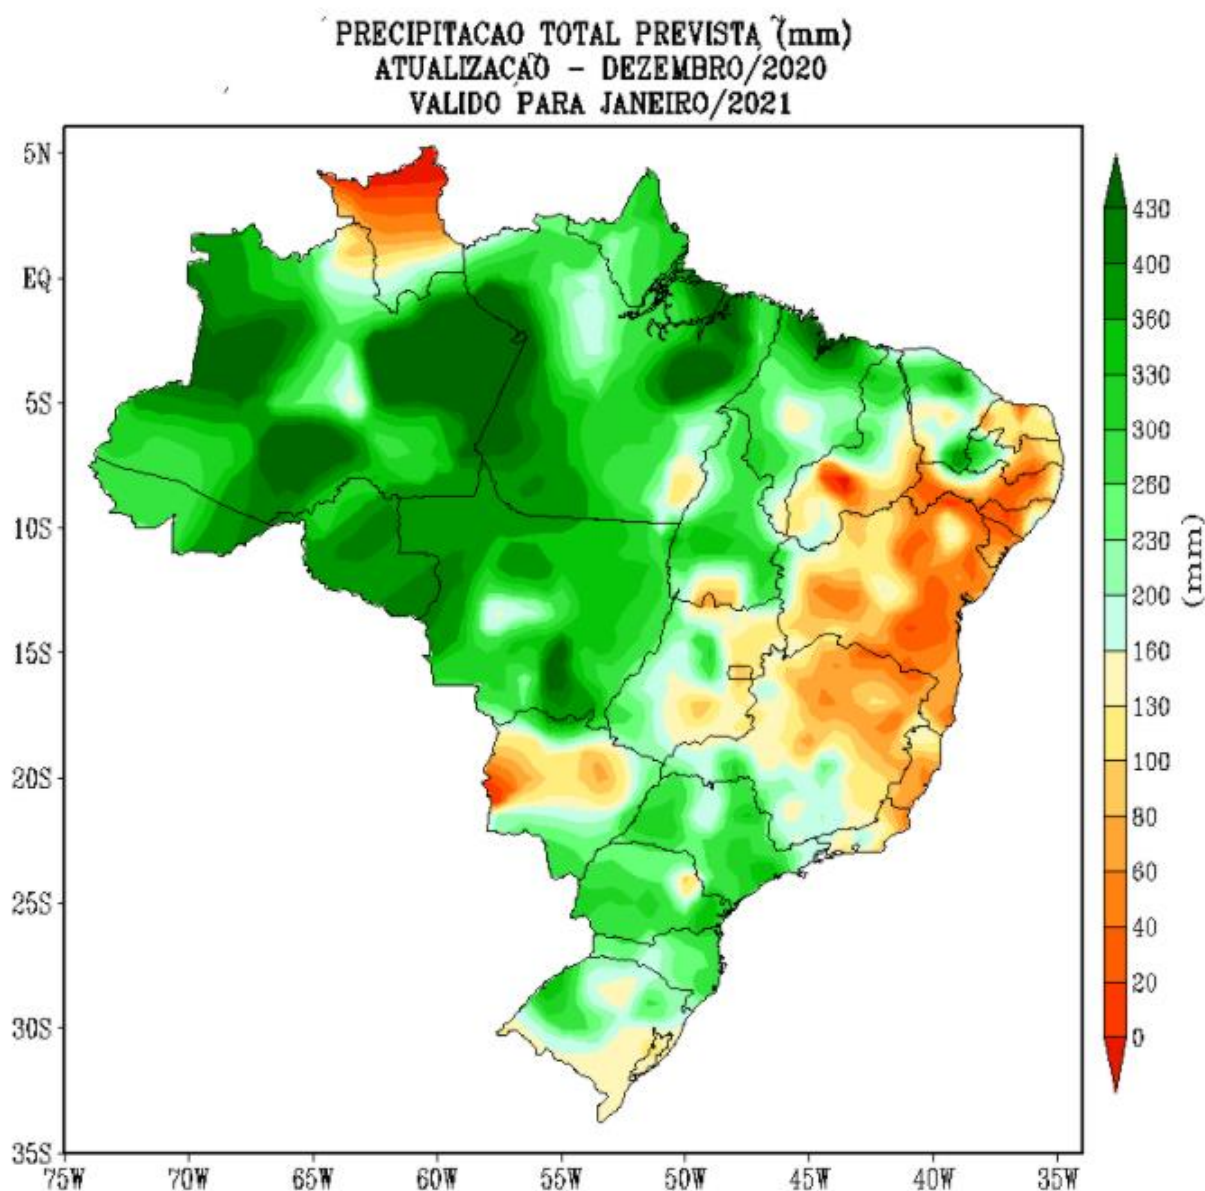 PRECIPITAÇÃO TOTAL PREVISTA (mm)
ATUALIZAÇÃO - DEZEMBRO/2020
VALIDO PARA JANEIRO/2021
5N
EQ
5S
10S
15S
20S
25S
30S
35S
75W 70W 65W 60W 55W 50W 45W 40W 35W
430
400
360
330
300
260
230
200
160
130
100
80
60
40
20
0
(mm)